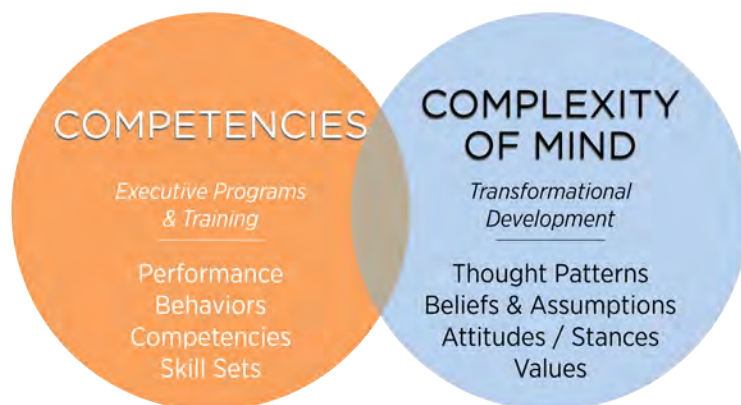 COMPETENCIES
Executive Programs
& Training
Performance
Behaviors
Competencies
Skill Sets
COMPLEXITY
OF MIND
Transformational
Development
Thought Patterns
Beliefs & Assumptions
Attitudes / Stances
Values